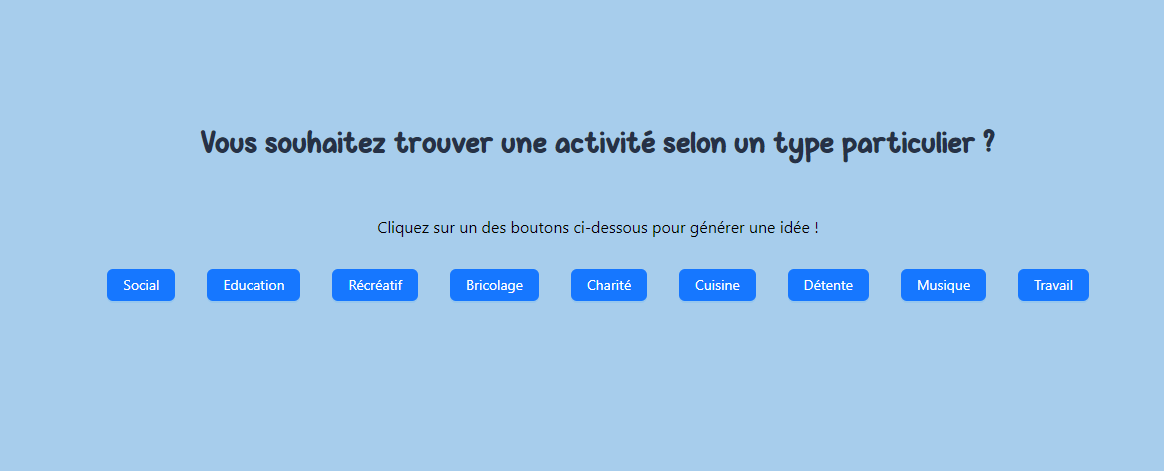 Vous souhaitez trouver une activité selon un type particulier ?
Cliquez sur un des boutons ci-dessous pour générer une idée !
Social Education Récréatif Bricolage Charité Cuisine Détente Musique Travail